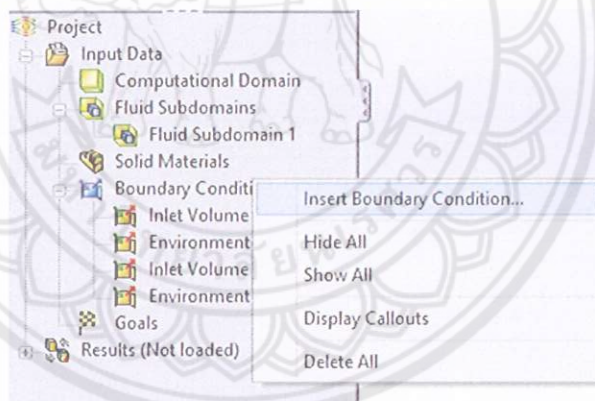 Project
Input Data
Computational Domain
Fluid Subdomains
Fluid Subdomain 1
Solid Materials
Boundary Conditi
Inlet Volume
Environment
Inlet Volume
Environment
Goals
Results (Not loaded)
Insert Boundary Condition...
Hide All
Show All
Display Callouts
Delete All